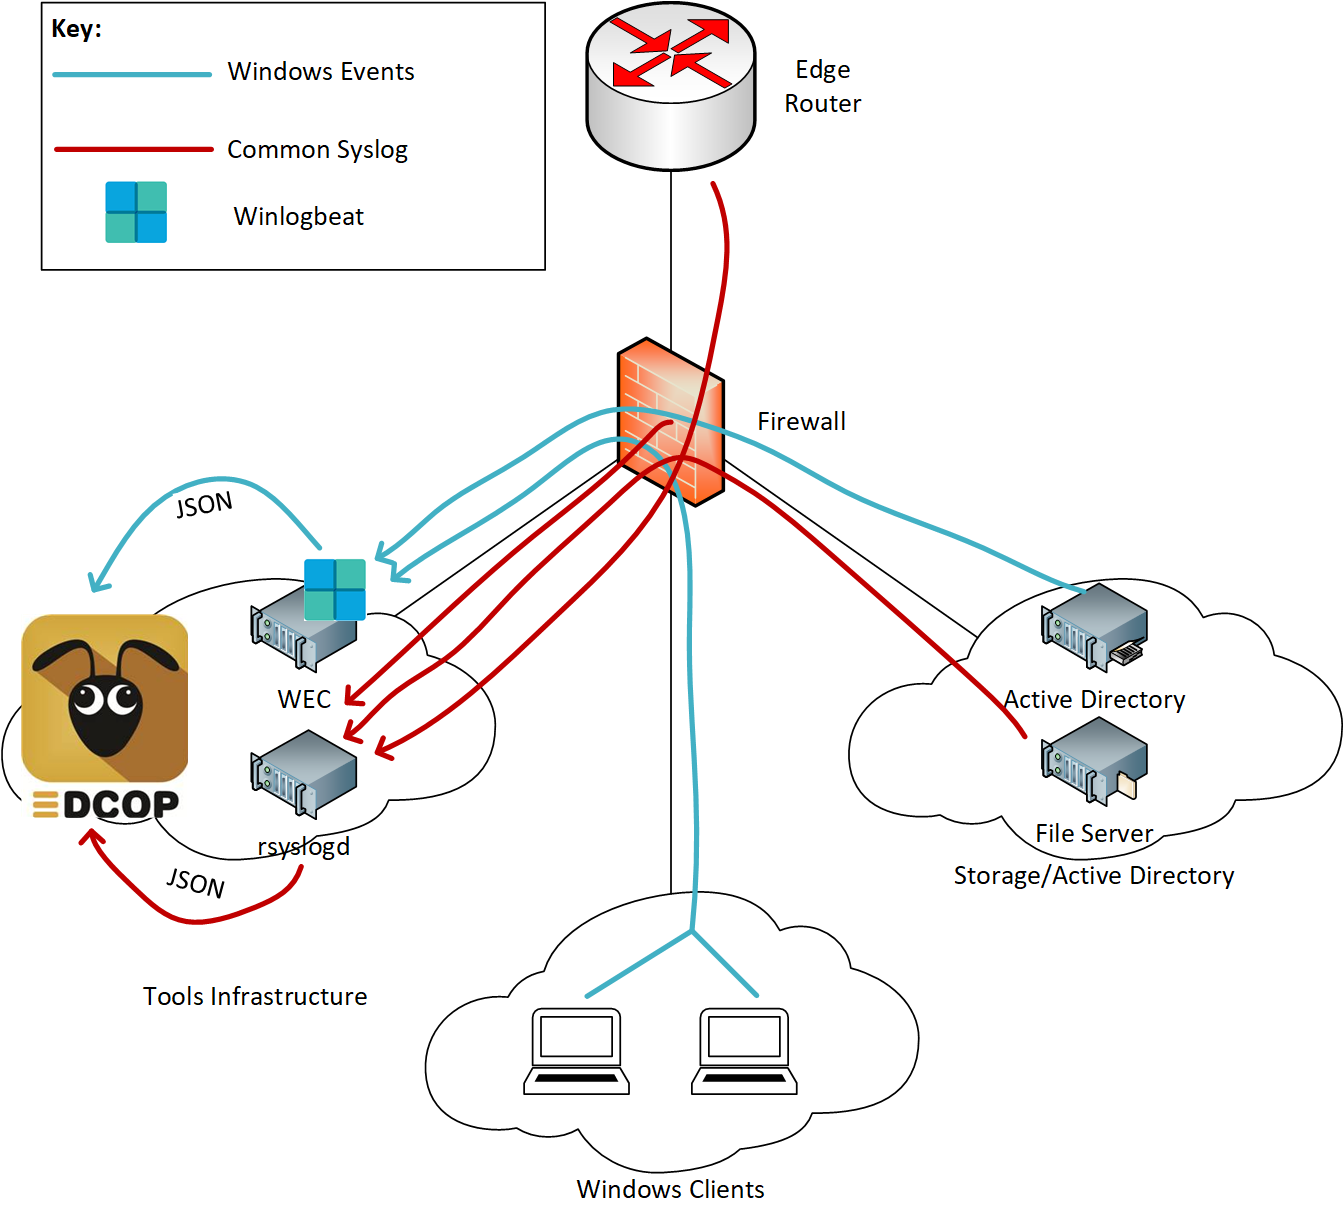 Key:
Windows Events
Common Syslog
Winlogbeat
Edge
Router
Firewall
JSON
WEC
EDCOP
rsyslogd
JSON
Tools Infrastructure
Active Directory
File Server
Storage/Active Directory
Windows Clients